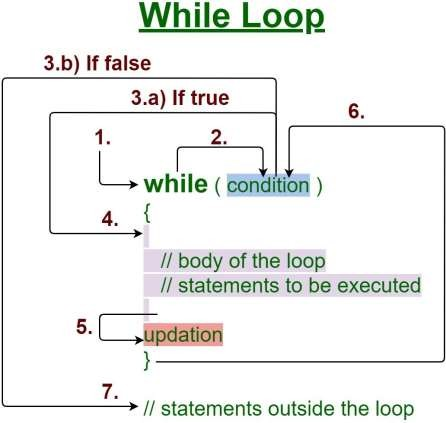 While Loop
3.b) If false
3.a) If true
6.
1.
2.
while ( condition )
{
4.
// body of the loop
// statements to be executed
5.
updation
}
7.
// statements outside the loop